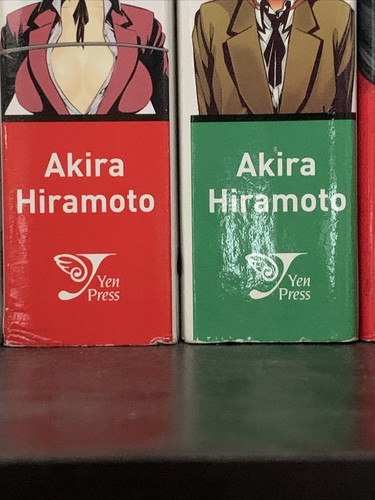 Akira
Hiramoto
Yen
Press
Akira
Hiramoto
Yen
Press